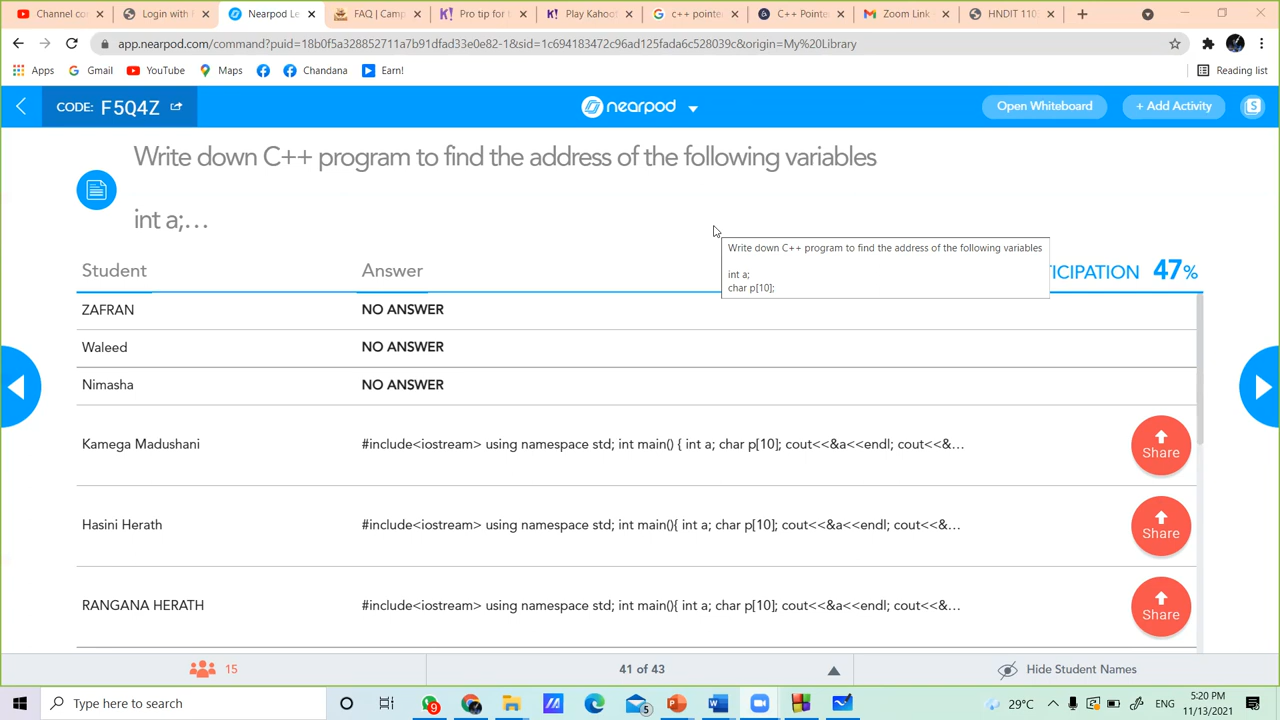 Channel co
Login with
Nearpod Le
FAQ | Camp
Pro tip for
Play Kahoot
c++ pointe
C++ Pointer
Zoom Link
HNDIT 110
app.nearpod.com/command?puid=18b0f5a328852711a7b91dfad33e0e82-1&sid=1c694183472c96ad125fada6c528039c&origin=My%20Library
Apps
Gmail
YouTube
Maps
Chandana
Earn!
Reading list
CODE: F5Q4Z
nearpod
Open Whiteboard
+ Add Activity
S
Write down C++ program to find the address of the following variables
int a;…
Write down C++ program to find the address of the following variables
int a;
char p[10];
Student
Answer
TICIPATION 47%
ZAFRAN
NO ANSWER
Waleed
NO ANSWER
Nimasha
NO ANSWER
Kamega Madushani
#include<iostream> using namespace std; int main() { int a; char p[10]; cout<<&a<<endl; cout<<&…
Share
Hasini Herath
#include<iostream> using namespace std; int main(){ int a; char p[10]; cout<<&a<<endl; cout<<&…
Share
RANGANA HERATH
#include<iostream> using namespace std; int main(){ int a; char p[10]; cout<<&a<<endl; cout<<&…
Share
15
41 of 43
Hide Student Names
Type here to search
9
5
29°C
ENG
5:20 PM
11/13/2021